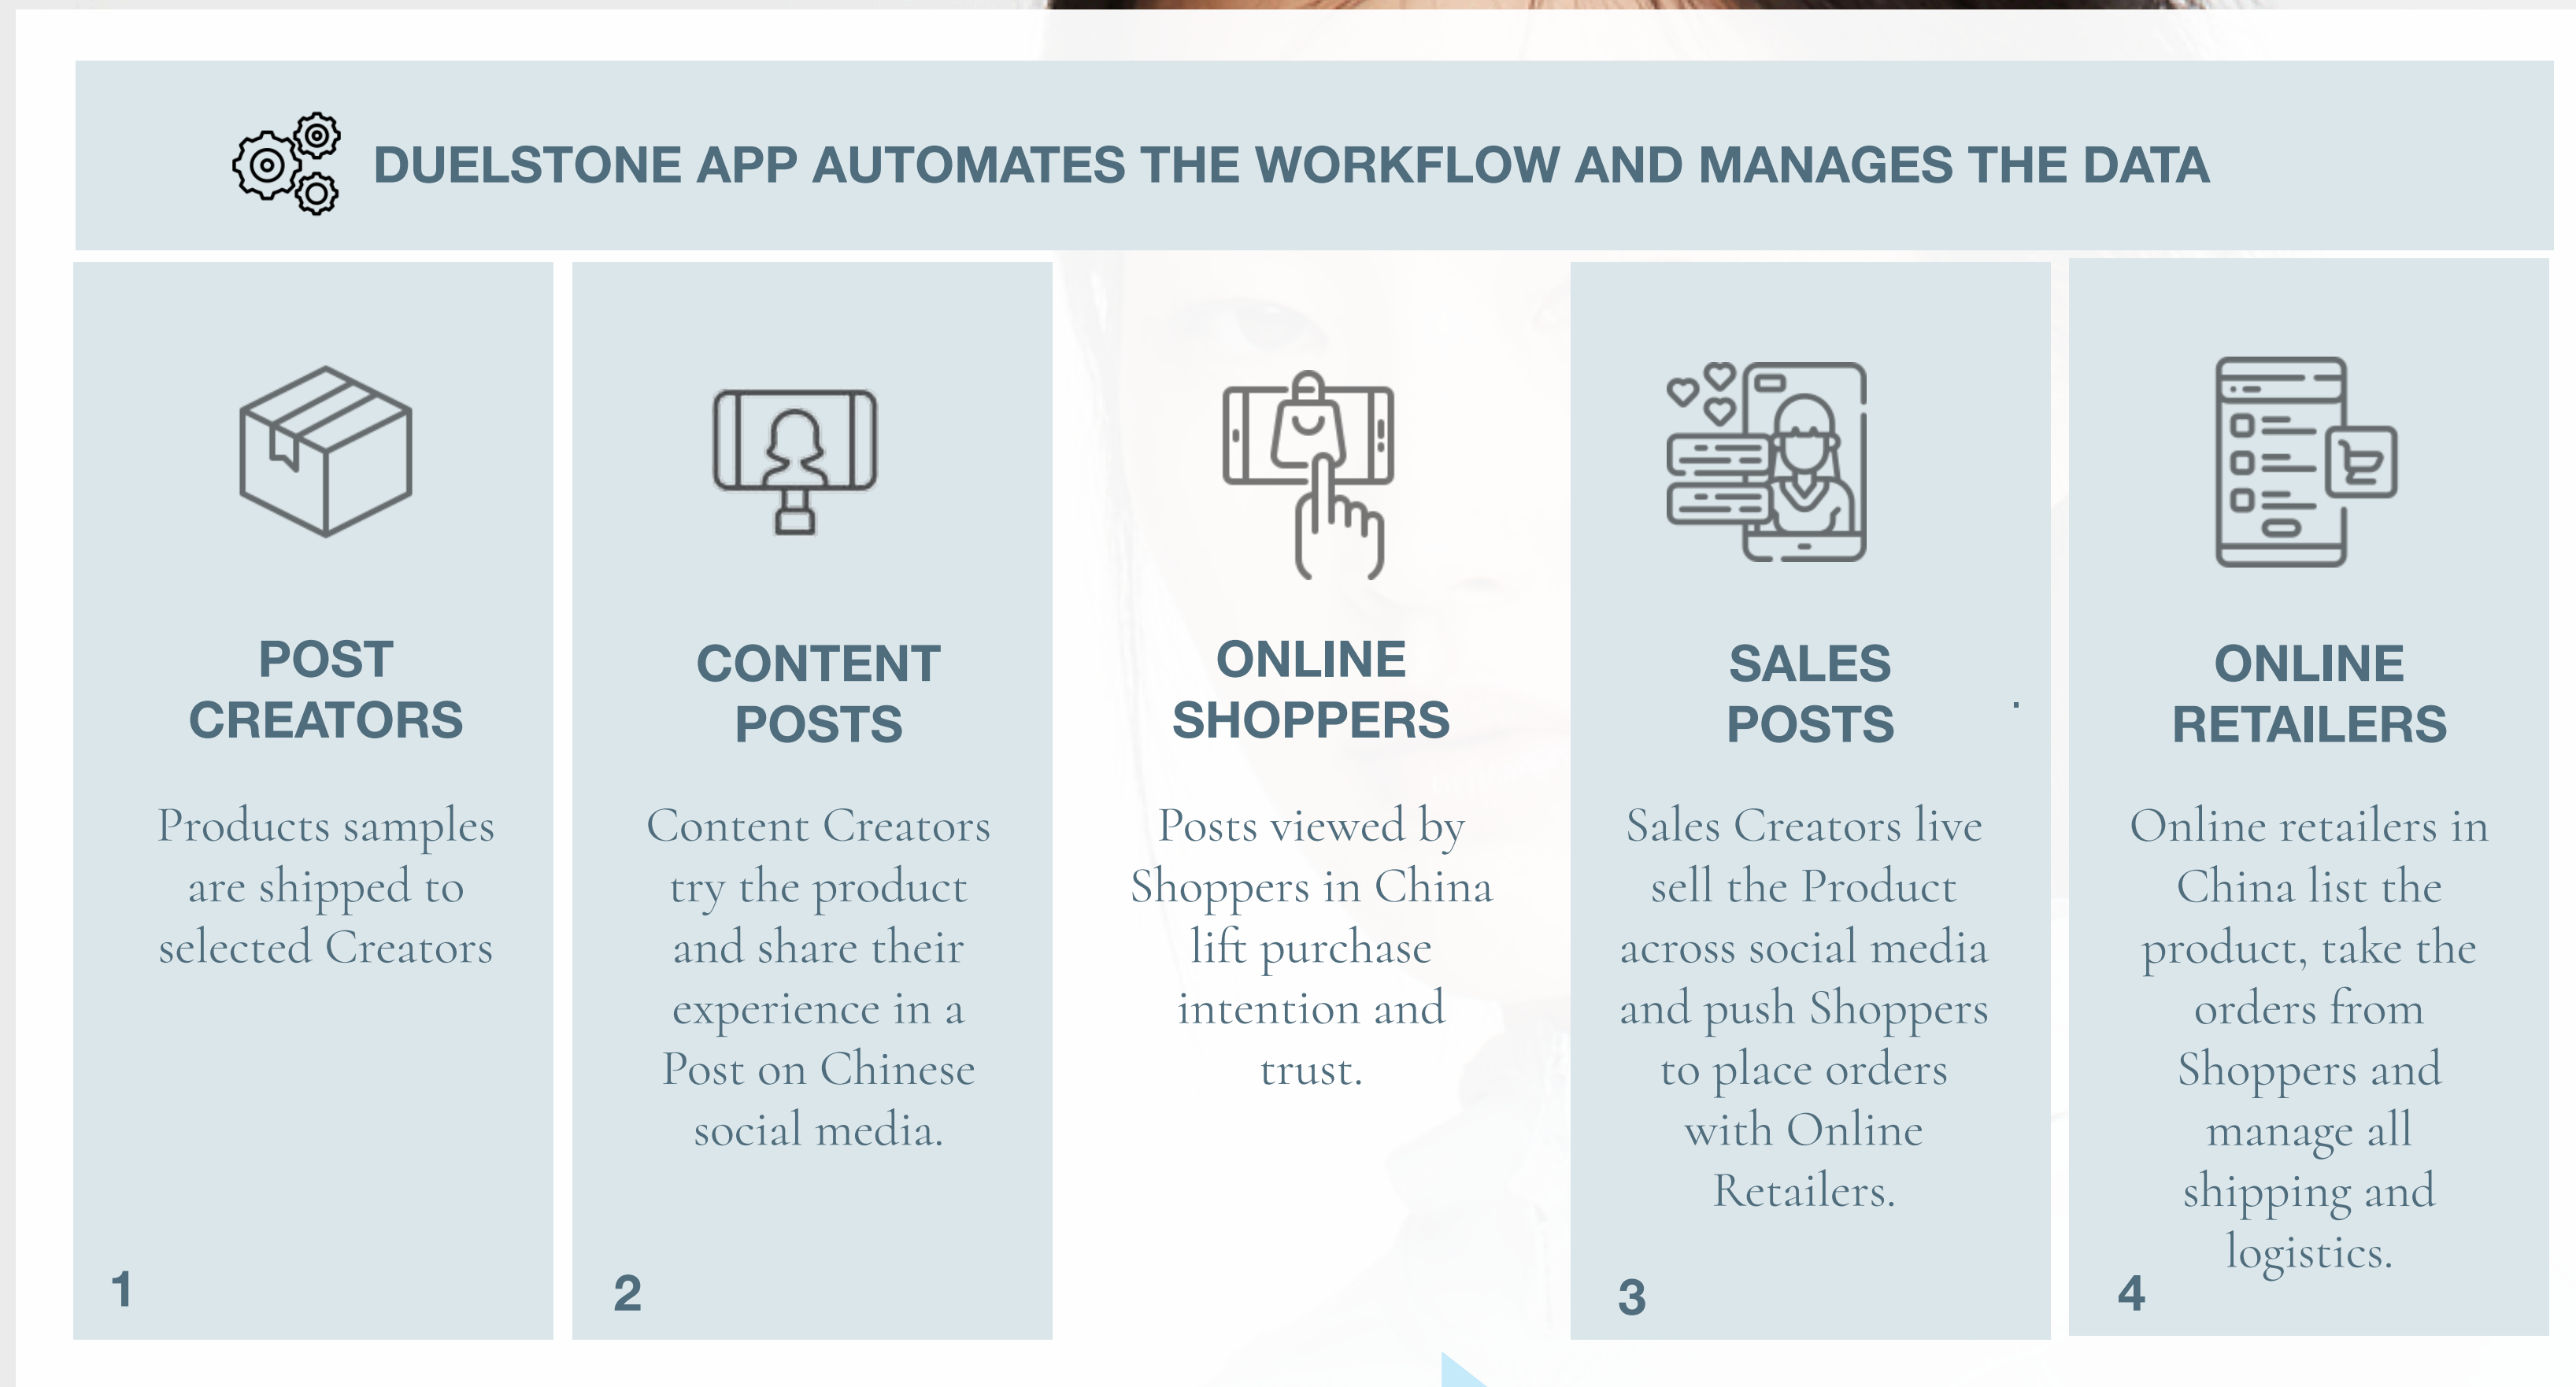 DUELSTONE APP AUTOMATES THE WORKFLOW AND MANAGES THE DATA
POST
CREATORS
Products samples
are shipped to
selected Creators
1
CONTENT
POSTS
Content Creators
try the product
and share their
experience in a
Post on Chinese
social media.
2
ONLINE
SHOPPERS
Posts viewed by
Shoppers in China
lift purchase
intention and
trust.
SALES
POSTS
Sales Creators live
sell the Product
across social media
and push Shoppers
to place orders
with Online
Retailers.
3
ONLINE
RETAILERS
Online retailers in
China list the
product, take the
orders from
Shoppers and
manage all
shipping and
logistics.
4